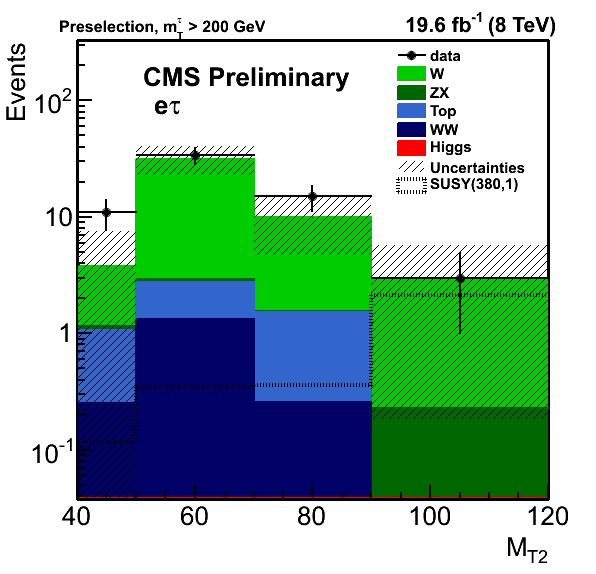 Preselection, m_T^τ > 200 GeV
19.6 fb⁻¹ (8 TeV)
Events
CMS Preliminary
eτ
data
W
ZX
Top
WW
Higgs
Uncertainties
SUSY(380,1)
10²
10
1
10⁻¹
40 60 80 100 120
M_T2